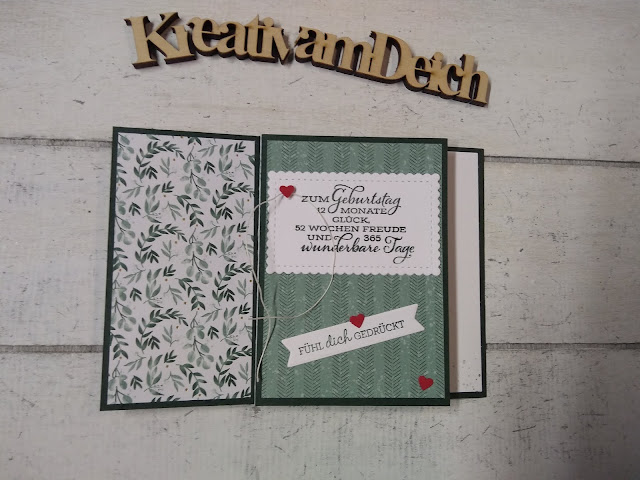 KreativamDeich
ZUM Geburtstag
12 MONATE
GLÜCK,
52 WOCHEN FREUDE
UND 365
wunderbare Tage
FÜHL dich GEDRÜCKT